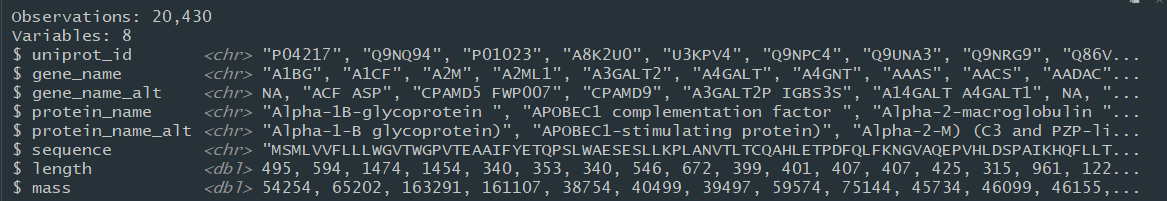 Observations: 20,430
Variables: 8
$ uniprot_id       <chr> "P04217", "Q9NQ94", "P01023", "A8K2U0", "U3KPV4", "Q9NPC4", "Q9UNA3", "Q9NRG9", "Q86V...
$ gene_name        <chr> "A1BG", "A1CF", "A2M", "A2ML1", "A3GALT2", "A4GALT", "A4GNT", "AAAS", "AACS", "AADAC"...
$ gene_name_alt    <chr> NA, "ACF ASP", "CPAMD5 FWP007", "CPAMD9", "A3GALT2P IGBS3S", "A14GALT A4GALT1", NA, "...
$ protein_name     <chr> "Alpha-1B-glycoprotein ", "APOBEC1 complementation factor ", "Alpha-2-macroglobulin "...
$ protein_name_alt <chr> "Alpha-1-B glycoprotein)", "APOBEC1-stimulating protein)", "Alpha-2-M) (C3 and PZP-li...
$ sequence         <chr> "MSMLVVFLLLWGVTWGPVTEAAIFYETQPSLWAESESLLKPLANVTLTCQAHLETPDFQLFKNGVAQEPVHLDSPAIKHQFLLT...
$ length           <dbl> 495, 594, 1474, 1454, 340, 353, 340, 546, 672, 399, 401, 407, 407, 425, 315, 961, 122...
$ mass             <dbl> 54254, 65202, 163291, 161107, 38754, 40499, 39497, 59574, 75144, 45734, 46099, 46155,...